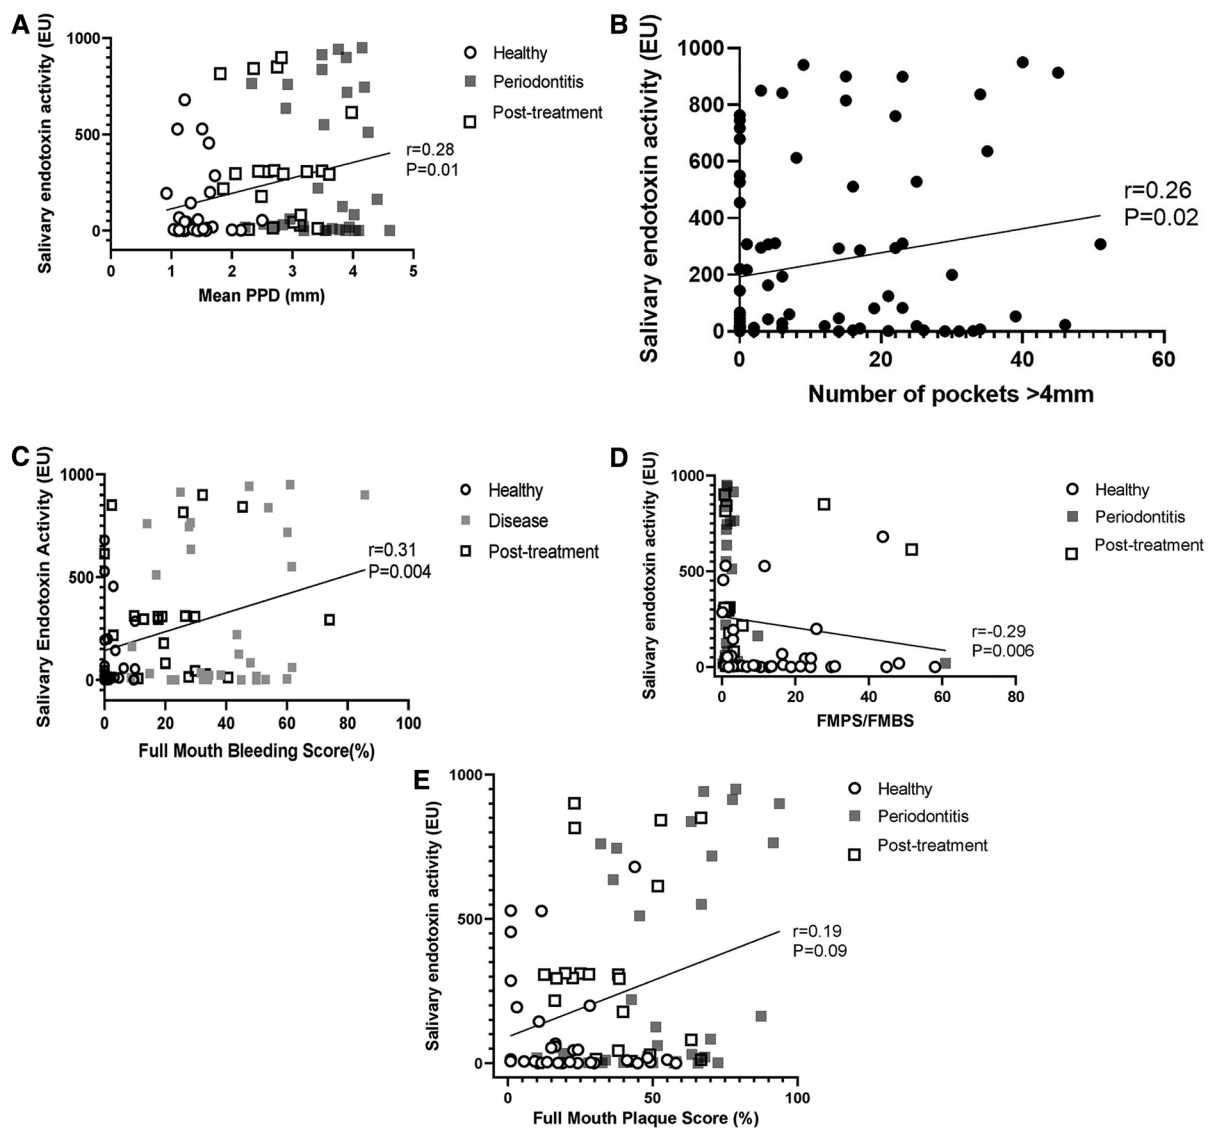 A
Salivary endotoxin activity (EU)
1000
500
0
0 1 2 3 4 5
Mean PPD (mm)
Healthy
Periodontitis
Post-treatment
r=0.28
P=0.01
B
Salivary endotoxin activity (EU)
1000
800
600
400
200
0
0 20 40 60
Number of pockets >4mm
r=0.26
P=0.02
C
Salivary Endotoxin Activity (EU)
1000
500
0
0 20 40 60 80 100
Full Mouth Bleeding Score(%)
Healthy
Disease
Post-treatment
r=0.31
P=0.004
D
Salivary endotoxin activity (EU)
1000
500
0
0 20 40 60 80
FMPS/FMBS
Healthy
Periodontitis
Post-treatment
r=-0.29
P=0.006
E
Salivary endotoxin activity (EU)
1000
500
0
0 50 100
Full Mouth Plaque Score (%)
Healthy
Periodontitis
Post-treatment
r=0.19
P=0.09